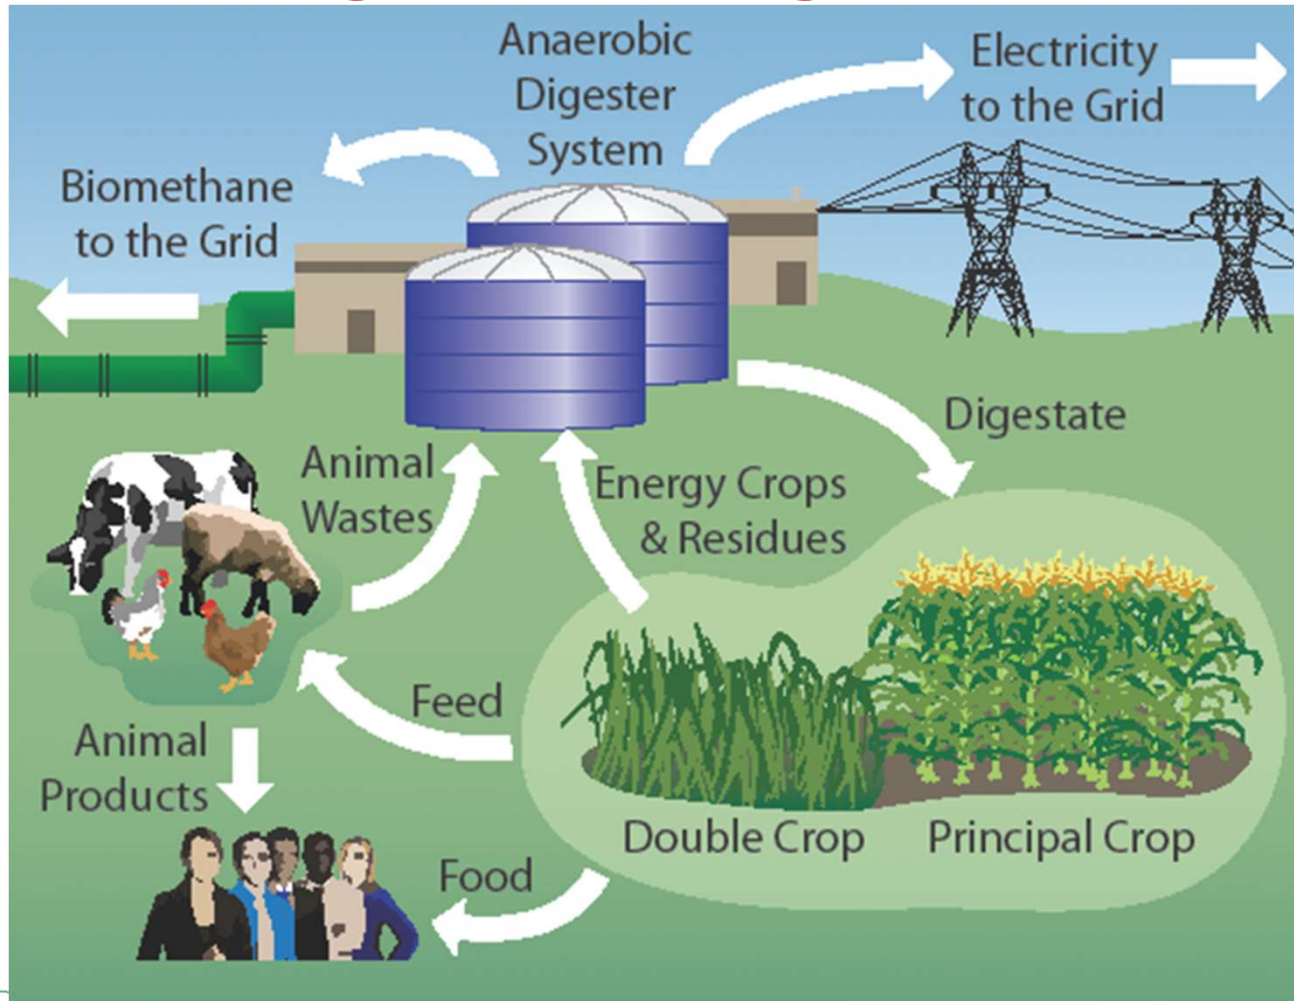 Anaerobic
Digester
System
Electricity
to the Grid
Biomethane
to the Grid
Digestate
Animal
Wastes
Energy Crops
& Residues
Feed
Animal
Products
Double Crop
Principal Crop
Food